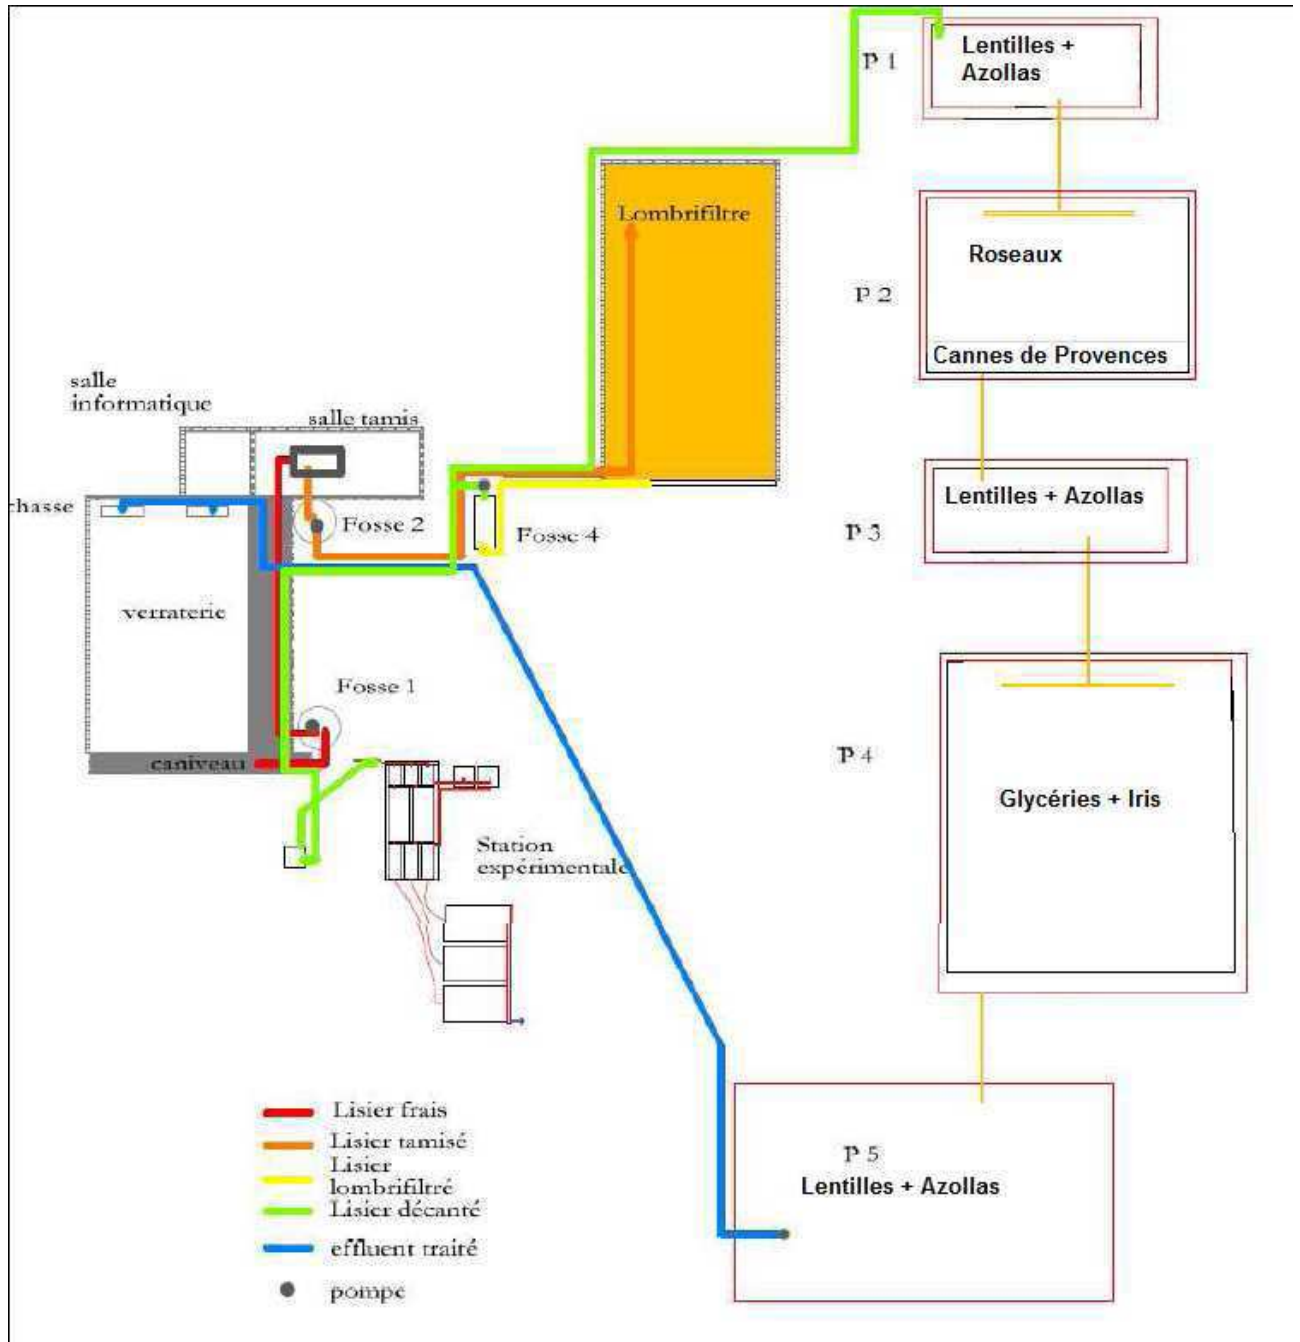 P 1
Lentilles +
Azollas
Lombrifiltre
Roseaux
P 2
Cannes de Provences
salle
informatique
salle tamis
chasse
Fosse 2
Fosse 4
Lentilles + Azollas
P 3
verraterie
Fosse 1
caniveau
P 4
Glycéries + Iris
Station
expérimentale
Lisier frais
Lisier tamisé
Lisier
lombrifiltré
Lisier décanté
effluent traité
pompe
P 5
Lentilles + Azollas